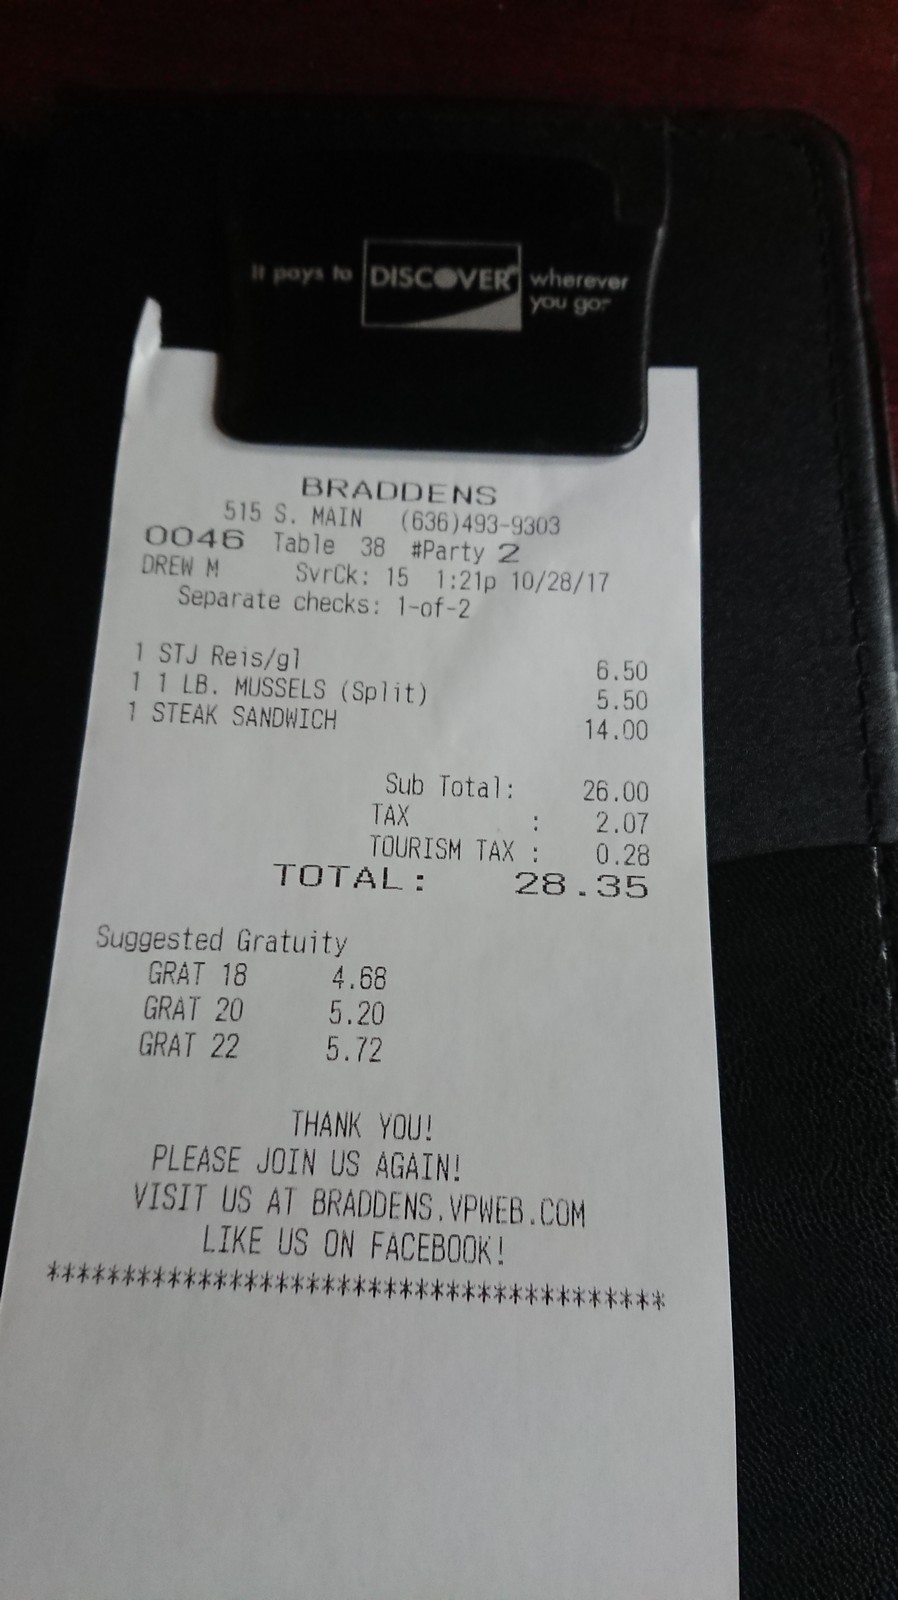 It pays to DISCOVER wherever
you go.
BRADDENS
515 S. MAIN (636)493-9303
0046 Table 38 #Party 2
DREW M SvrCk: 15 1:21p 10/28/17
Separate checks: 1-of-2
1 STJ Reis/gl 6.50
1 1 LB. MUSSELS (Split) 5.50
1 STEAK SANDWICH 14.00
Sub Total: 26.00
TAX : 2.07
TOURISM TAX : 0.28
TOTAL: 28.35
Suggested Gratuity
GRAT 18 4.68
GRAT 20 5.20
GRAT 22 5.72
THANK YOU!
PLEASE JOIN US AGAIN!
VISIT US AT BRADDENS.VPWEB.COM
LIKE US ON FACEBOOK!
*****************************************